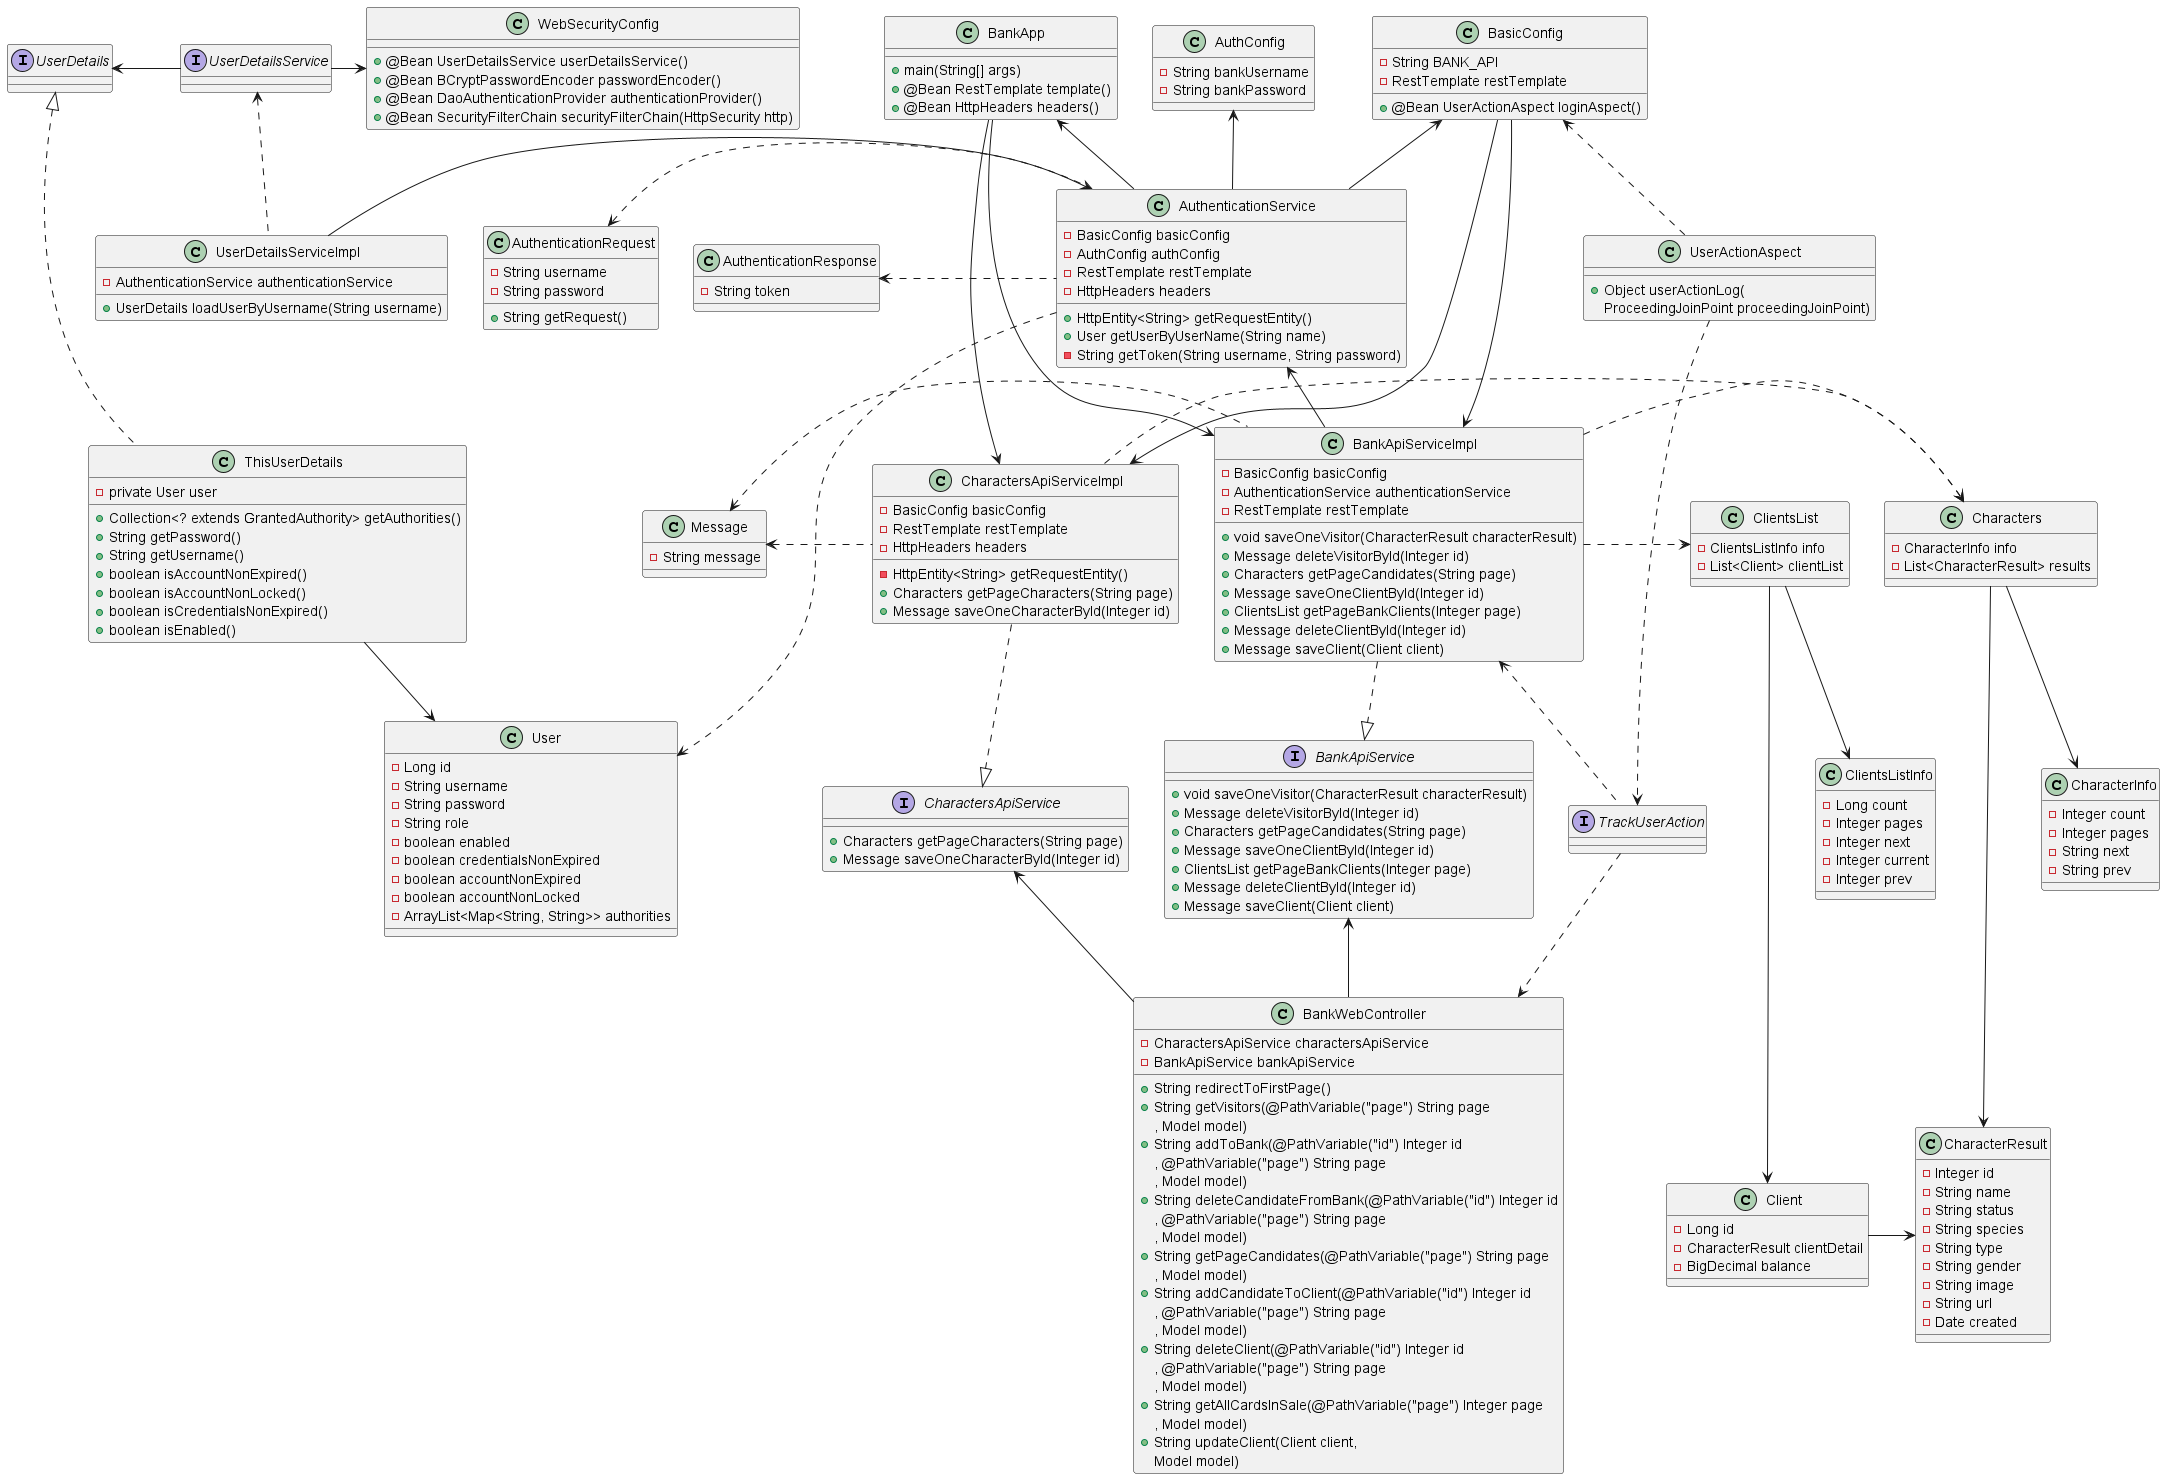 C WebSecurityConfig
@Bean UserDetailsService userDetailsService()
@Bean BCryptPasswordEncoder passwordEncoder()
@Bean DaoAuthenticationProvider authenticationProvider()
@Bean SecurityFilterChain securityFilterChain(HttpSecurity http)
C BankApp
main(String[] args)
@Bean RestTemplate template()
@Bean HttpHeaders headers()
C AuthConfig
String bankUsername
String bankPassword
C BasicConfig
String BANK_API
RestTemplate restTemplate
@Bean UserActionAspect loginAspect()
I UserDetails
I UserDetailsService
C UserDetailsServiceImpl
AuthenticationService authenticationService
UserDetails loadUserByUsername(String username)
C AuthenticationRequest
String username
String password
String getRequest()
C AuthenticationResponse
String token
C AuthenticationService
BasicConfig basicConfig
AuthConfig authConfig
RestTemplate restTemplate
HttpHeaders headers
HttpEntity<String> getRequestEntity()
User getUserByUserName(String name)
String getToken(String username, String password)
C UserActionAspect
Object userActionLog(
ProceedingJoinPoint proceedingJoinPoint)
C ThisUserDetails
private User user
Collection<? extends GrantedAuthority> getAuthorities()
String getPassword()
String getUsername()
boolean isAccountNonExpired()
boolean isAccountNonLocked()
boolean isCredentialsNonExpired()
boolean isEnabled()
C Message
String message
C CharactersApiServiceImpl
BasicConfig basicConfig
RestTemplate restTemplate
HttpHeaders headers
HttpEntity<String> getRequestEntity()
Characters getPageCharacters(String page)
Message saveOneCharacterById(Integer id)
C BankApiServiceImpl
BasicConfig basicConfig
AuthenticationService authenticationService
RestTemplate restTemplate
void saveOneVisitor(CharacterResult characterResult)
Message deleteVisitorById(Integer id)
Characters getPageCandidates(String page)
Message saveOneClientById(Integer id)
ClientsList getPageBankClients(Integer page)
Message deleteClientById(Integer id)
Message saveClient(Client client)
C ClientsList
ClientsListInfo info
List<Client> clientList
C Characters
CharacterInfo info
List<CharacterResult> results
C User
Long id
String username
String password
String role
boolean enabled
boolean credentialsNonExpired
boolean accountNonExpired
boolean accountNonLocked
ArrayList<Map<String, String>> authorities
I CharactersApiService
Characters getPageCharacters(String page)
Message saveOneCharacterById(Integer id)
I BankApiService
void saveOneVisitor(CharacterResult characterResult)
Message deleteVisitorById(Integer id)
Characters getPageCandidates(String page)
Message saveOneClientById(Integer id)
ClientsList getPageBankClients(Integer page)
Message deleteClientById(Integer id)
Message saveClient(Client client)
I TrackUserAction
C ClientsListInfo
Long count
Integer pages
Integer next
Integer current
Integer prev
C CharacterInfo
Integer count
Integer pages
String next
String prev
C BankWebController
CharactersApiService charactersApiService
BankApiService bankApiService
String redirectToFirstPage()
String getVisitors(@PathVariable("page") String page
, Model model)
String addToBank(@PathVariable("id") Integer id
, @PathVariable("page") String page
, Model model)
String deleteCandidateFromBank(@PathVariable("id") Integer id
, @PathVariable("page") String page
, Model model)
String getPageCandidates(@PathVariable("page") String page
, Model model)
String addCandidateToClient(@PathVariable("id") Integer id
, @PathVariable("page") String page
, Model model)
String deleteClient(@PathVariable("id") Integer id
, @PathVariable("page") String page
, Model model)
String getAllCardsInSale(@PathVariable("page") Integer page
, Model model)
String updateClient(Client client,
Model model)
C Client
Long id
CharacterResult clientDetail
BigDecimal balance
C CharacterResult
Integer id
String name
String status
String species
String type
String gender
String image
String url
Date created